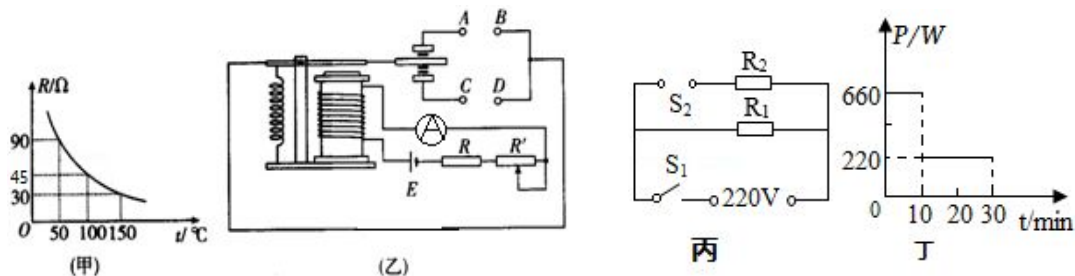 R/Ω
90
45
30
O
50
100
150
t/℃
(甲)
A
B
C
D
A
R
R′
E
(乙)
R₂
S₂
R₁
S₁
220V
丙
P/W
660
220
0
10
20
30
t/min
丁